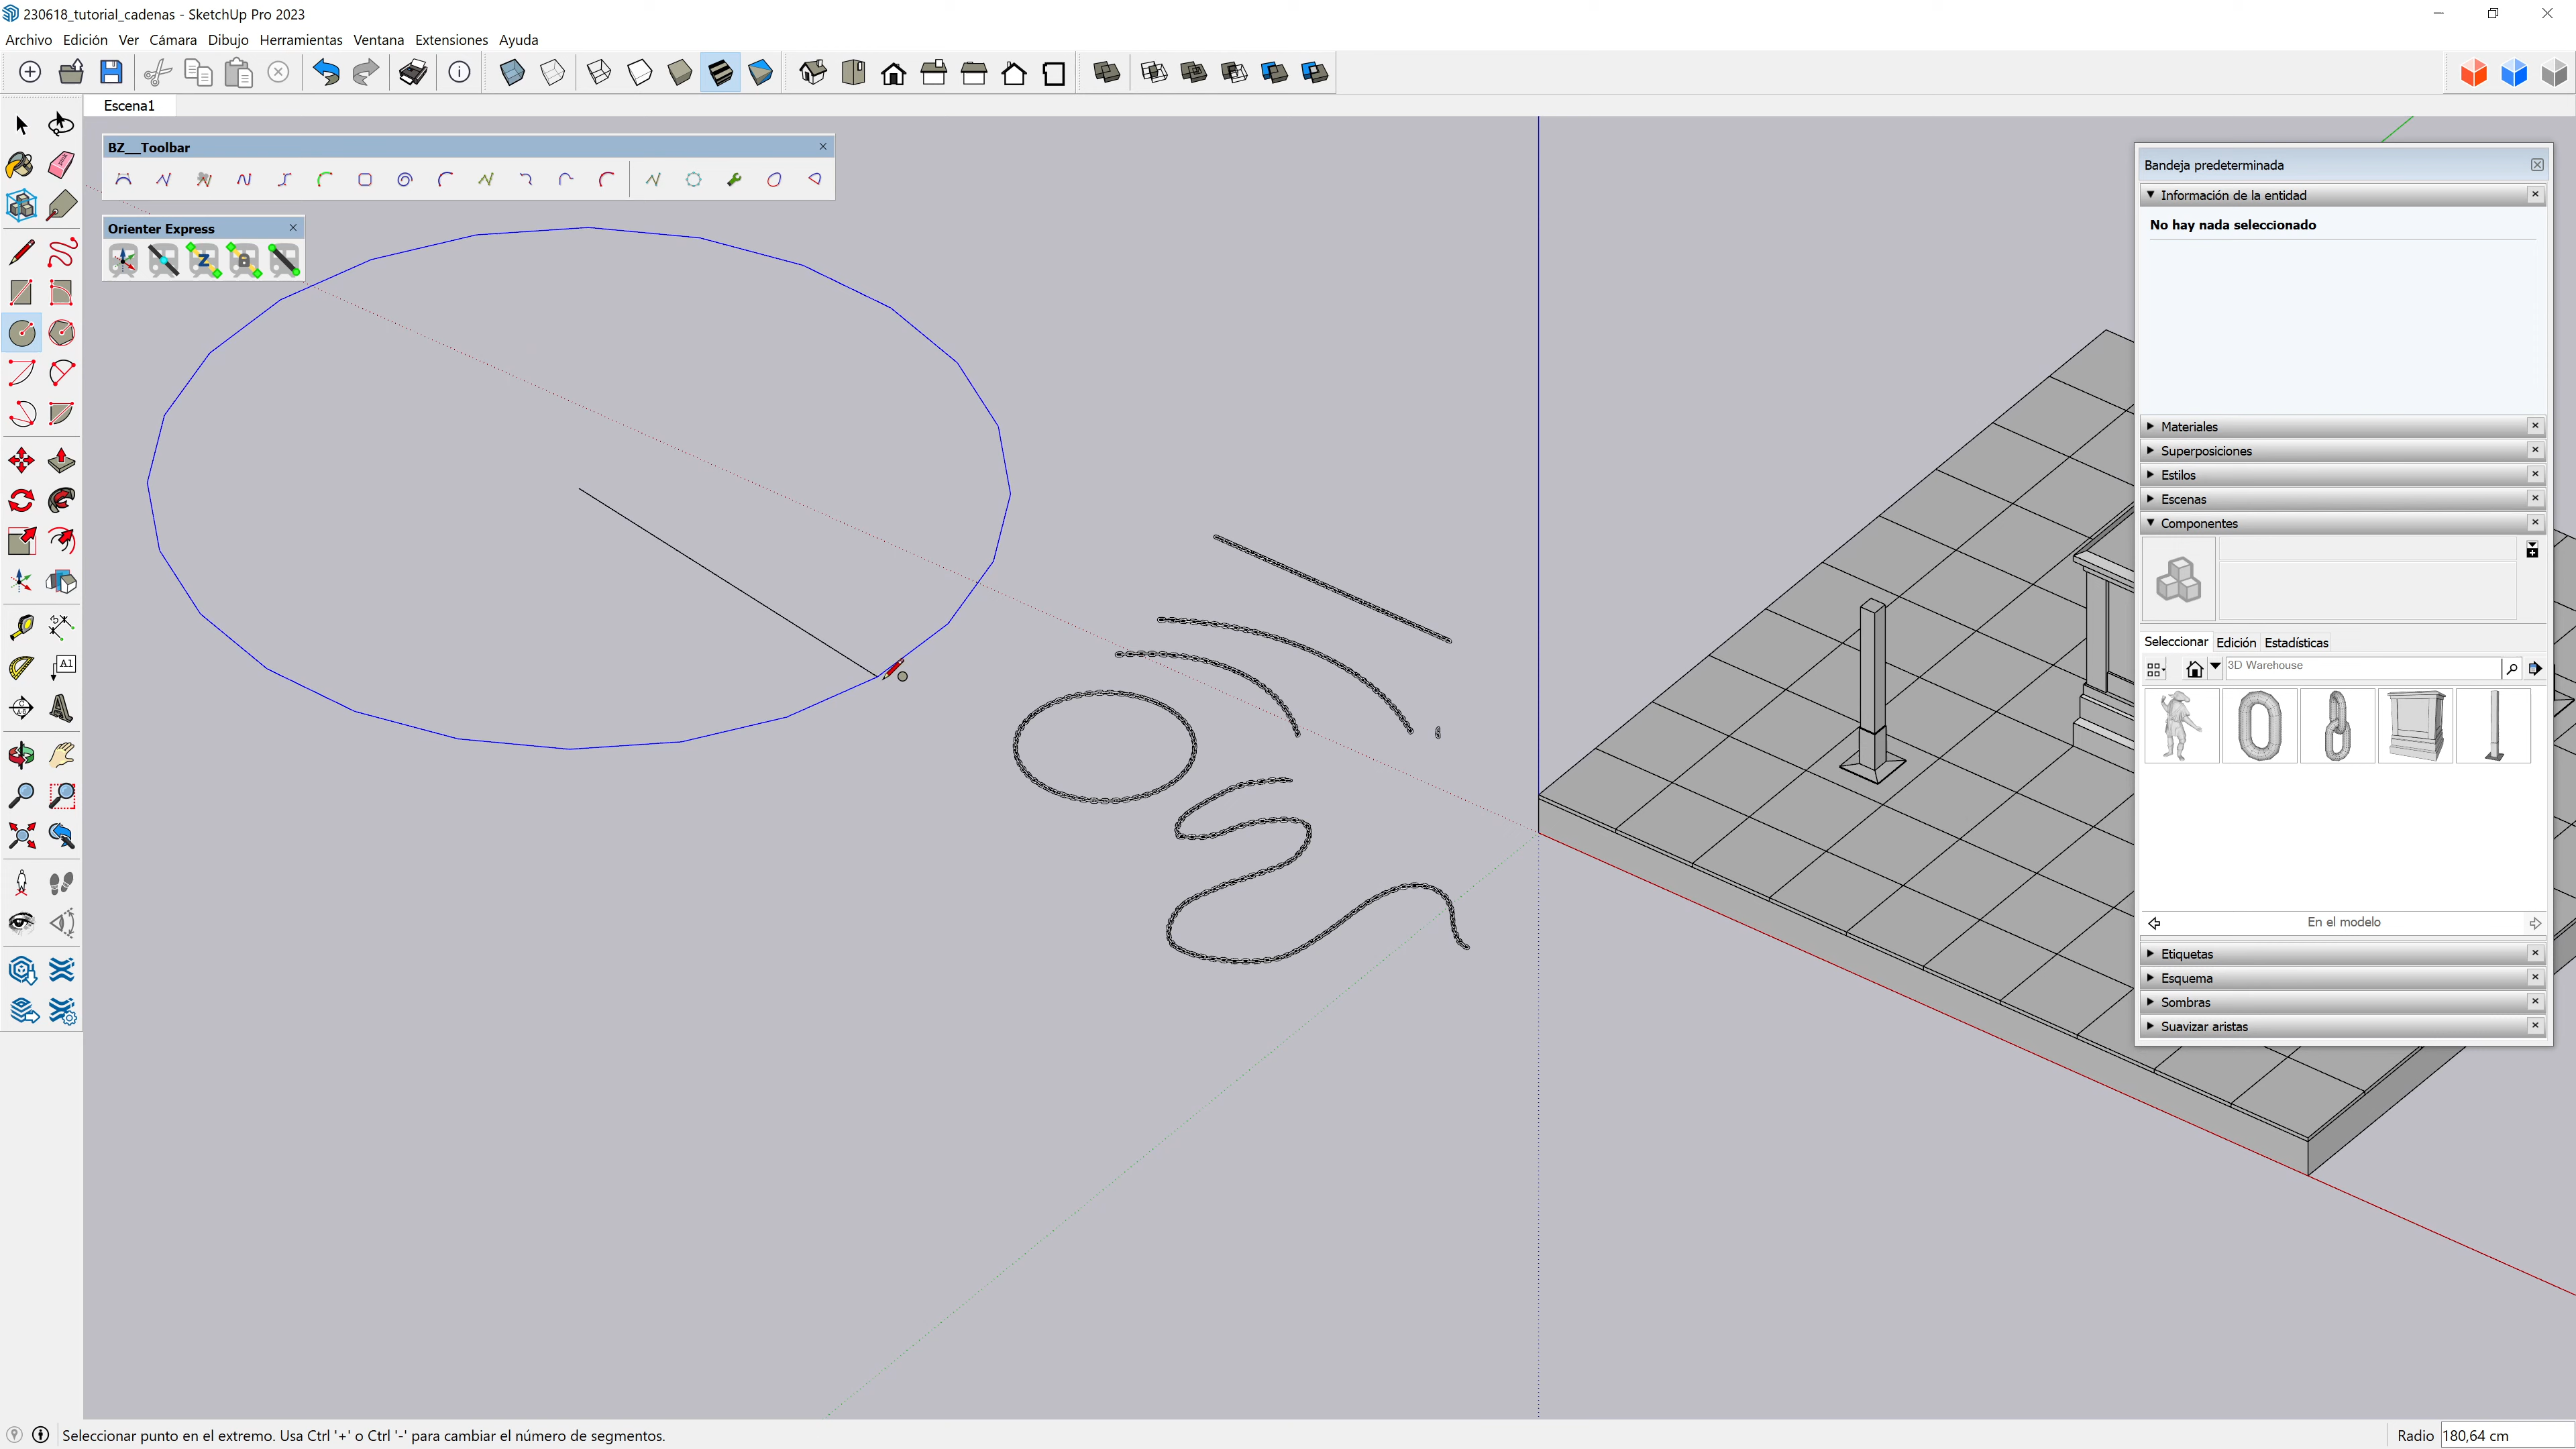 230618_tutorial_cadenas - SketchUp Pro 2023
Archivo Edición Ver Cámara Dibujo Herramientas Ventana Extensiones Ayuda
Escena1
BZ__Toolbar
Orienter Express
Z
A1
Bandeja predeterminada
Información de la entidad
No hay nada seleccionado
Materiales
Superposiciones
Estilos
Escenas
Componentes
Seleccionar Edición Estadísticas
3D Warehouse
En el modelo
Etiquetas
Esquema
Sombras
Suavizar aristas
Seleccionar punto en el extremo. Usa Ctrl '+' o Ctrl '-' para cambiar el número de segmentos.
Radio 180,64 cm